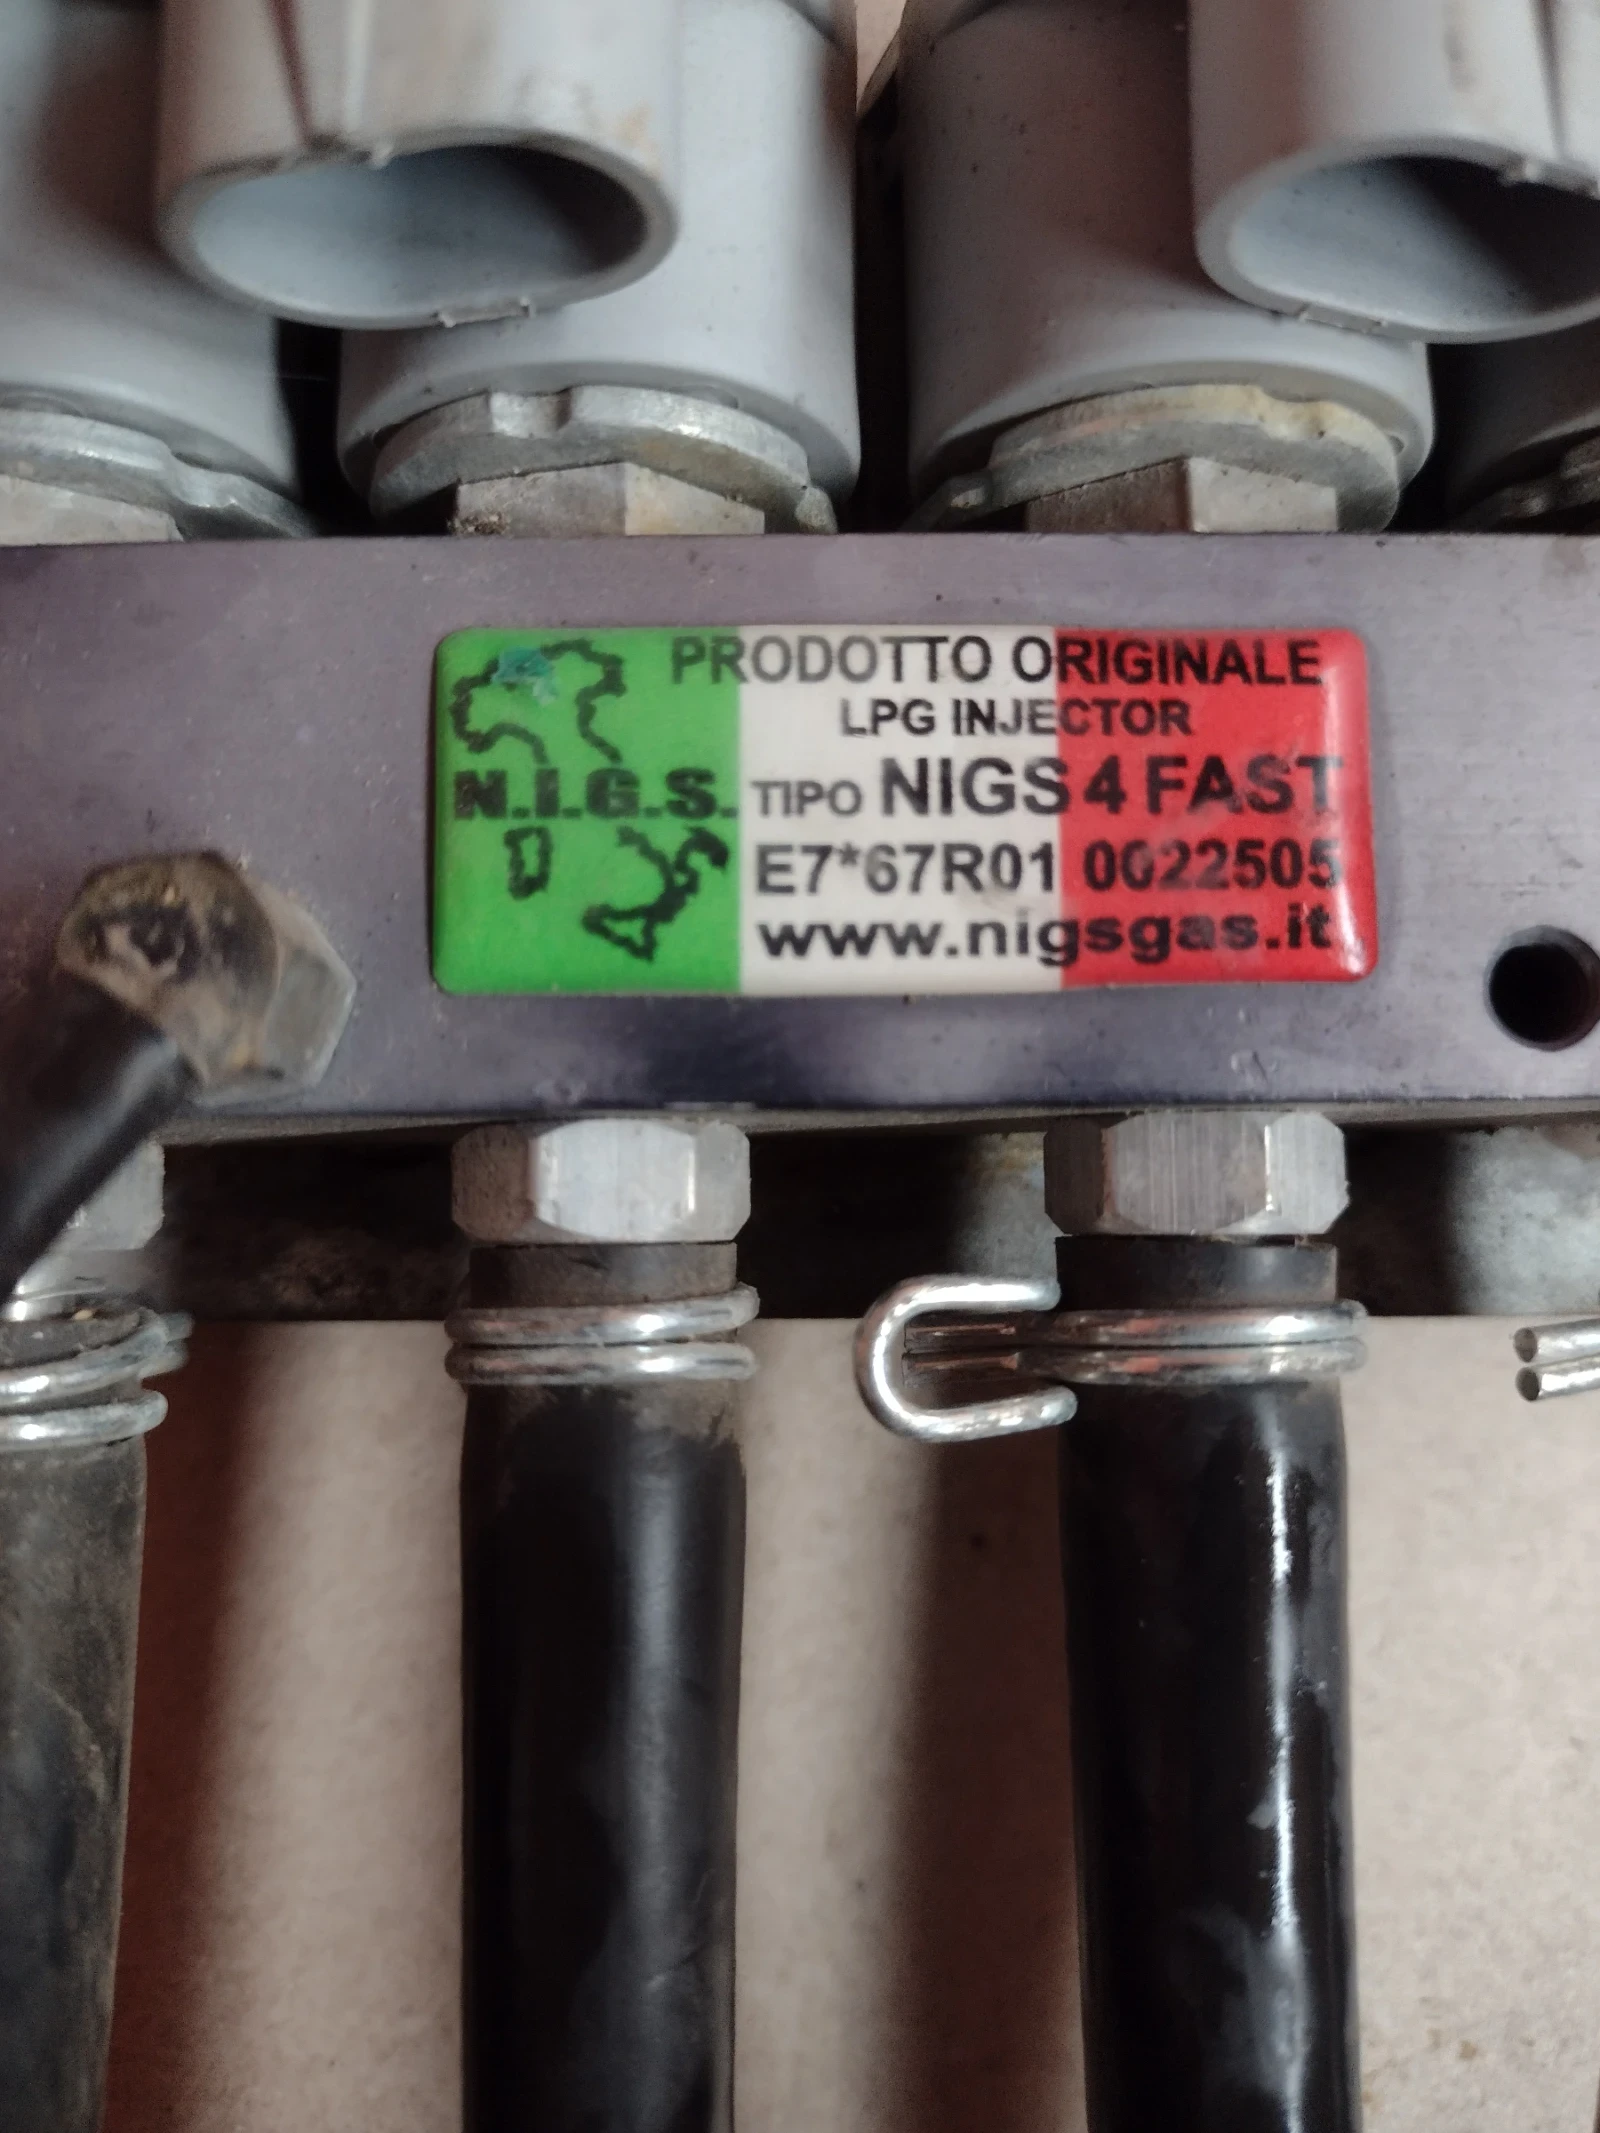 PRODOTTO ORIGINALE
LPG INJECTOR
N.I.G.S. TIPO NIGS 4 FAST
E7*67R01 0022505
www.nigsgas.it